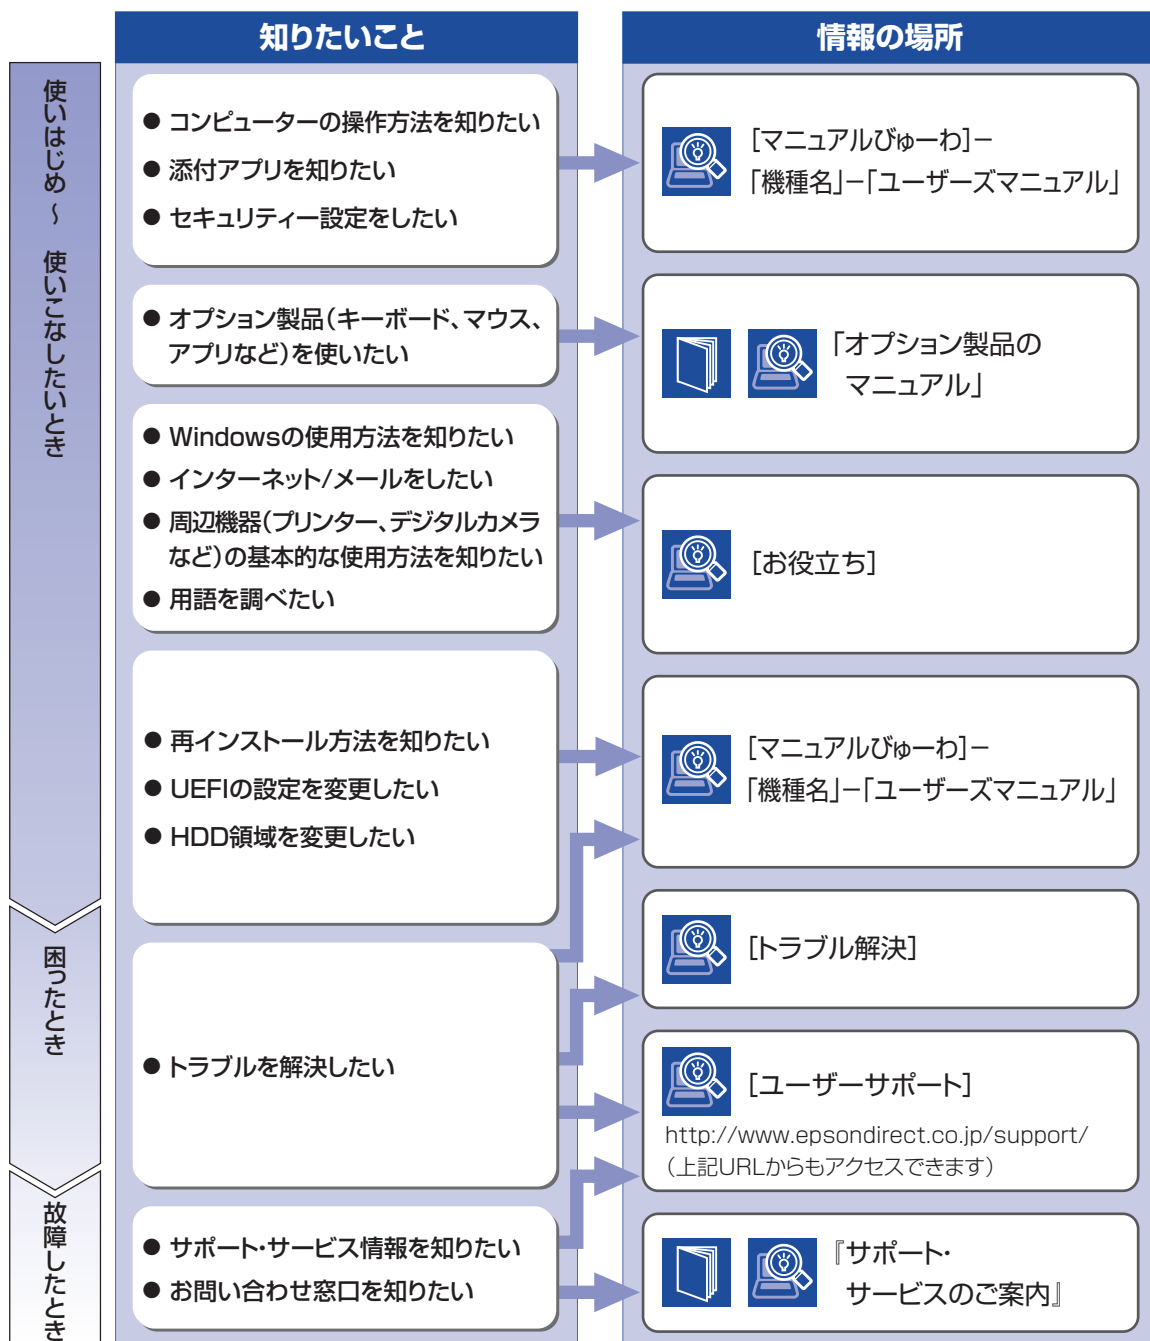 知りたいこと
情報の場所
使いはじめ ～ 使いこなしたいとき
● コンピューターの操作方法を知りたい
● 添付アプリを知りたい
● セキュリティー設定をしたい
［マニュアルびゅーわ］－
「機種名」－「ユーザーズマニュアル」
● オプション製品（キーボード、マウス、
アプリなど）を使いたい
「オプション製品の
マニュアル」
● Windowsの使用方法を知りたい
● インターネット/メールをしたい
● 周辺機器（プリンター、デジタルカメラ
など）の基本的な使用方法を知りたい
● 用語を調べたい
［お役立ち］
● 再インストール方法を知りたい
● UEFIの設定を変更したい
● HDD領域を変更したい
［マニュアルびゅーわ］－
「機種名」－「ユーザーズマニュアル」
困ったとき
● トラブルを解決したい
［トラブル解決］
［ユーザーサポート］
http://www.epsondirect.co.jp/support/
（上記URLからもアクセスできます）
故障したとき
● サポート・サービス情報を知りたい
● お問い合わせ窓口を知りたい
『サポート・
サービスのご案内』